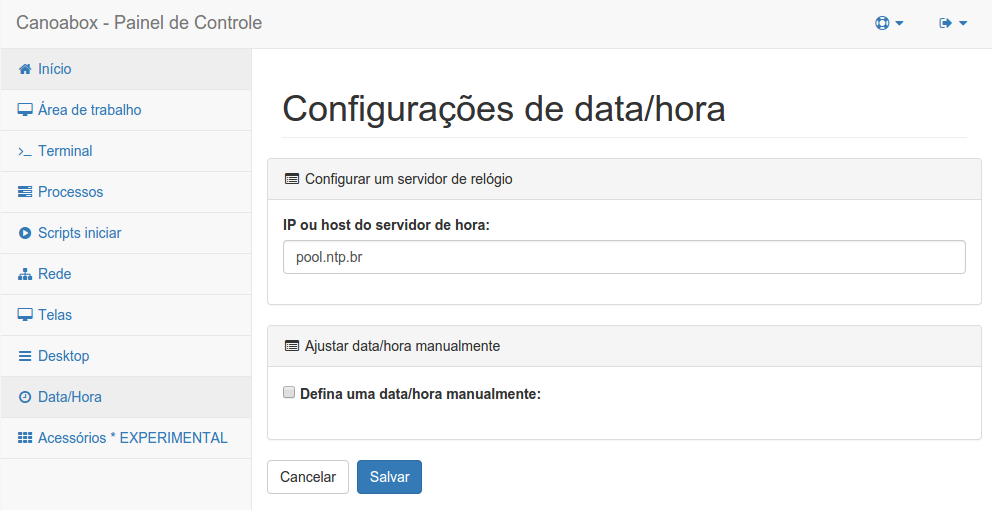 Canoabox - Painel de Controle
Início
Área de trabalho
Terminal
Processos
Scripts iniciar
Rede
Telas
Desktop
Data/Hora
Acessórios * EXPERIMENTAL
Configurações de data/hora
Configurar um servidor de relógio
IP ou host do servidor de hora:
pool.ntp.br
Ajustar data/hora manualmente
Defina uma data/hora manualmente:
Cancelar Salvar